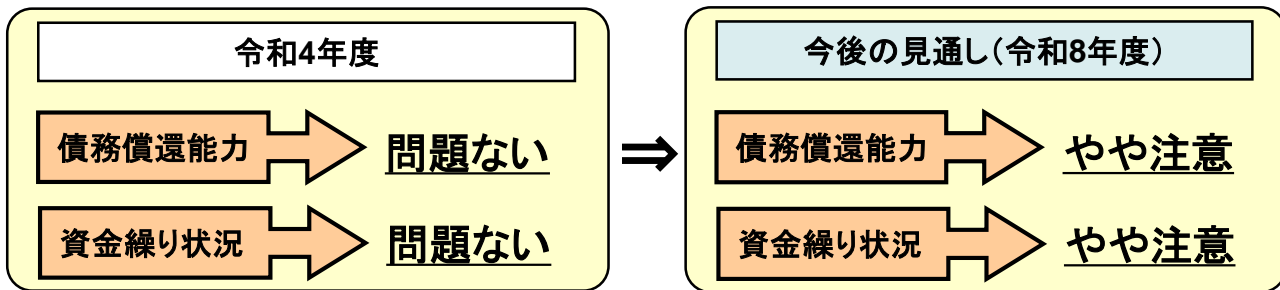 令和4年度
債務償還能力 問題ない
資金繰り状況 問題ない
⇒
今後の見通し(令和8年度)
債務償還能力 やや注意
資金繰り状況 やや注意